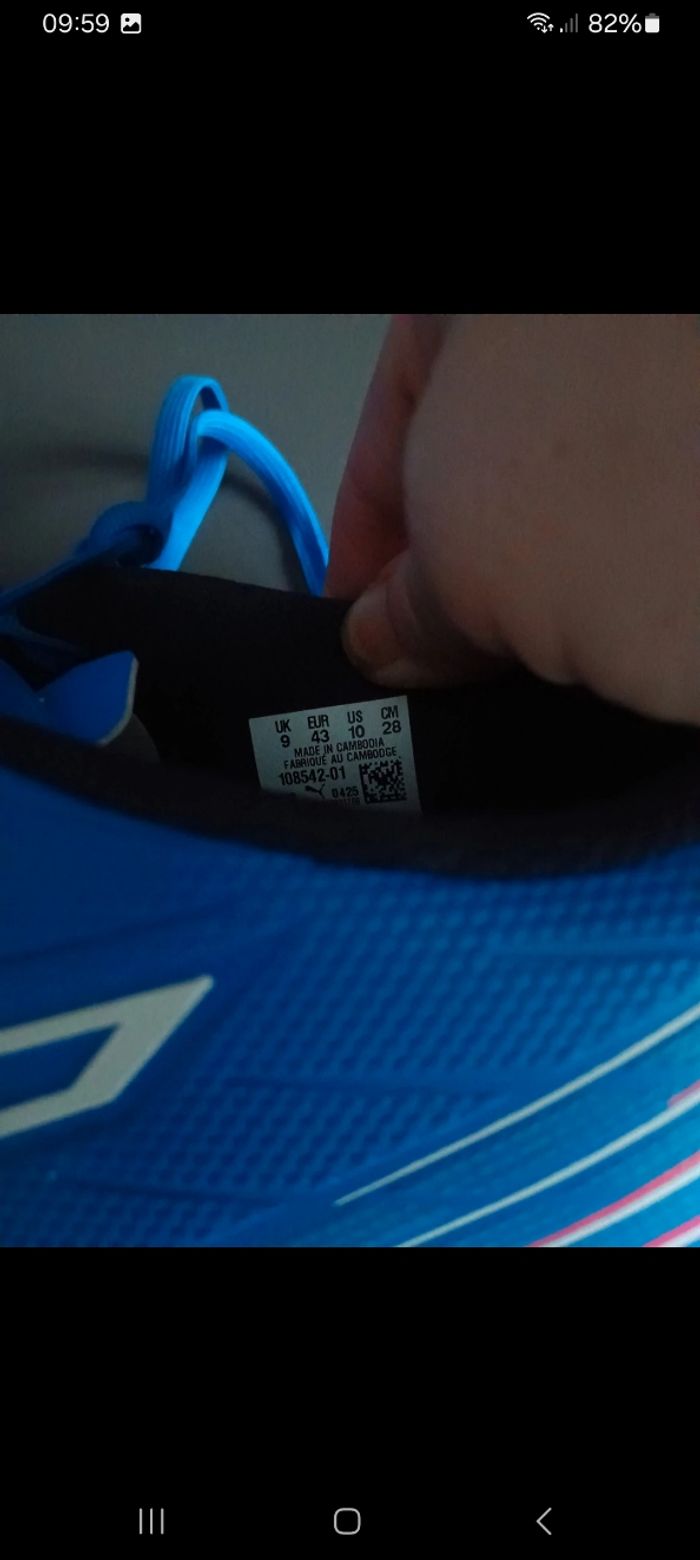 09:59 82%
UK EUR US CM
9 43 10 28
MADE IN CAMBODIA
FABRIQUÉ AU CAMBODGE
108542-01
0425